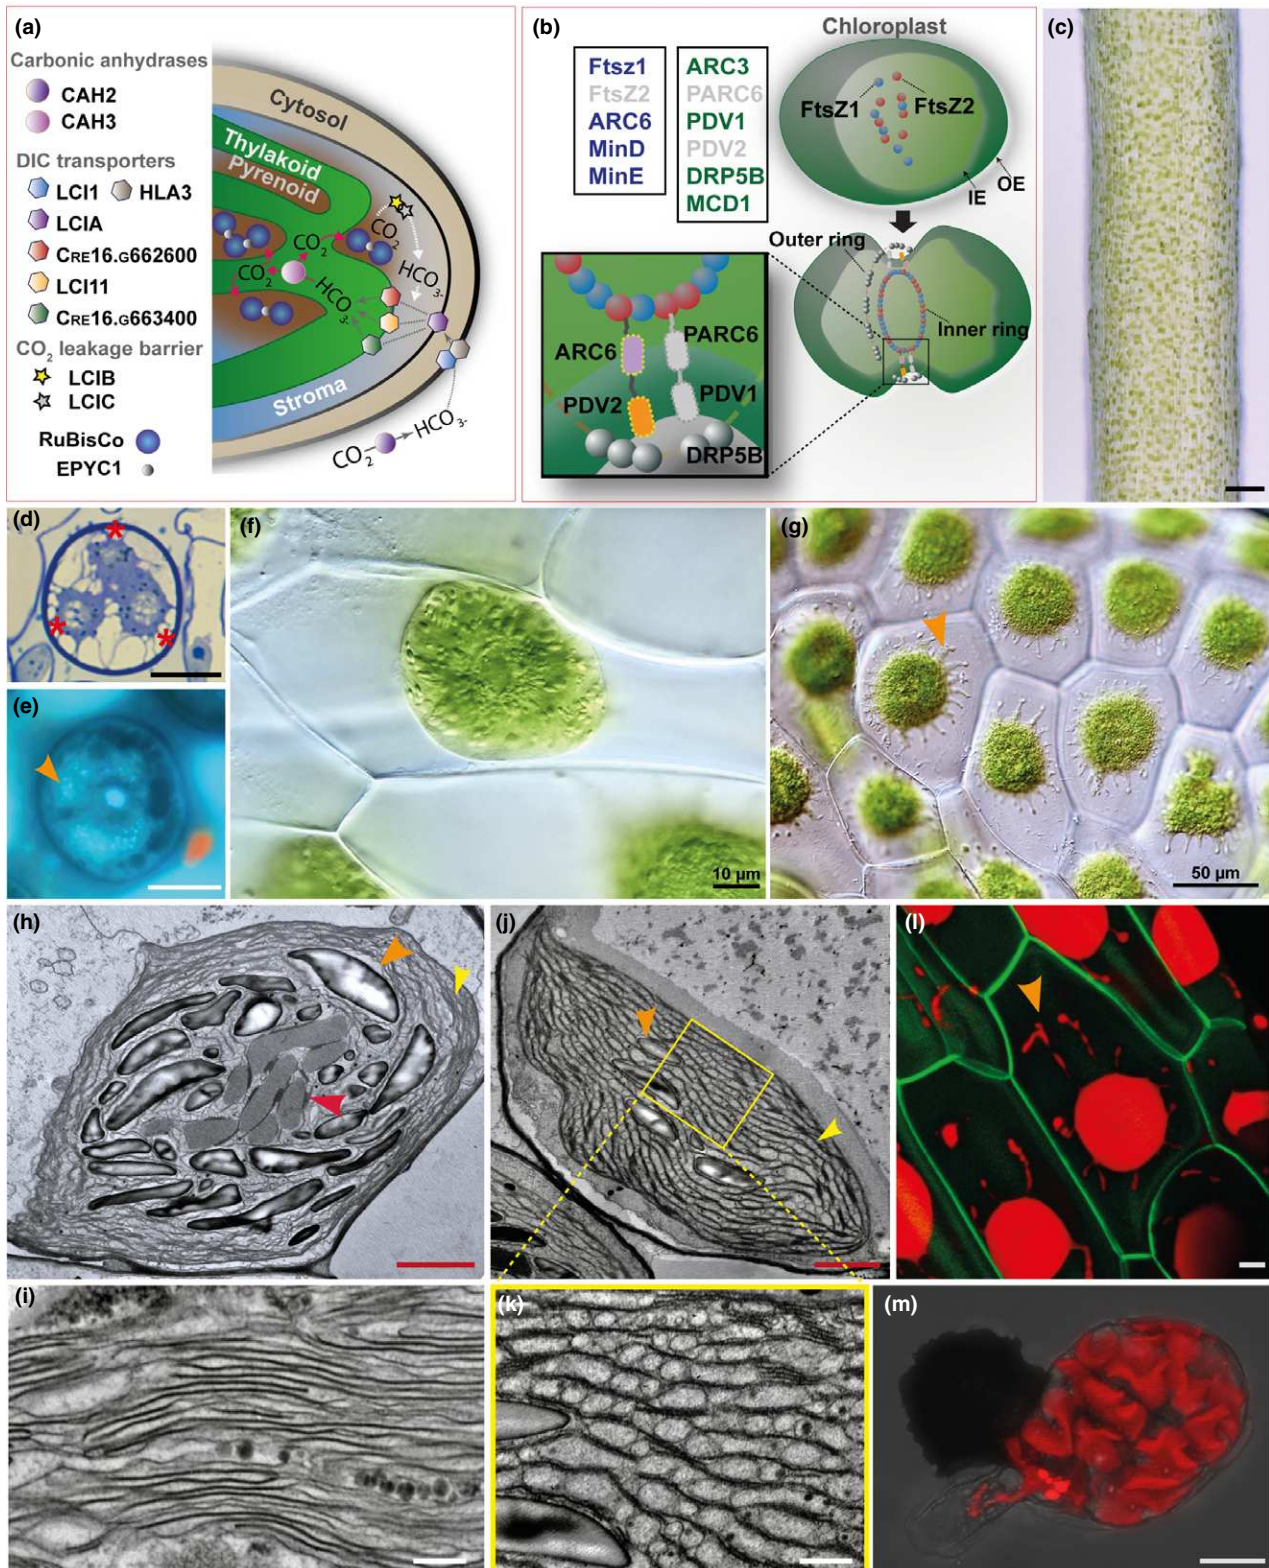 (a)
Carbonic anhydrases
CAH2
CAH3
DIC transporters
LCI1 HLA3
LCIA
CRE16.G662600
LCI11
CRE16.G663400
CO2 leakage barrier
LCIB
LCIC
RuBisCo
EPYC1
Cytosol
Thylakoid
Pyrenoid
CO2
CO2
CO2
HCO3-
HCO3-
Stroma
CO2
HCO3-
(b)
Ftsz1
FtsZ2
ARC6
MinD
MinE
ARC3
PARC6
PDV1
PDV2
DRP5B
MCD1
Chloroplast
FtsZ1 FtsZ2
IE OE
Outer ring
Inner ring
ARC6
PARC6
PDV2
PDV1
DRP5B
(c)
(d)
(e)
(f)
10 µm
(g)
50 µm
(h)
(j)
(l)
(i)
(k)
(m)